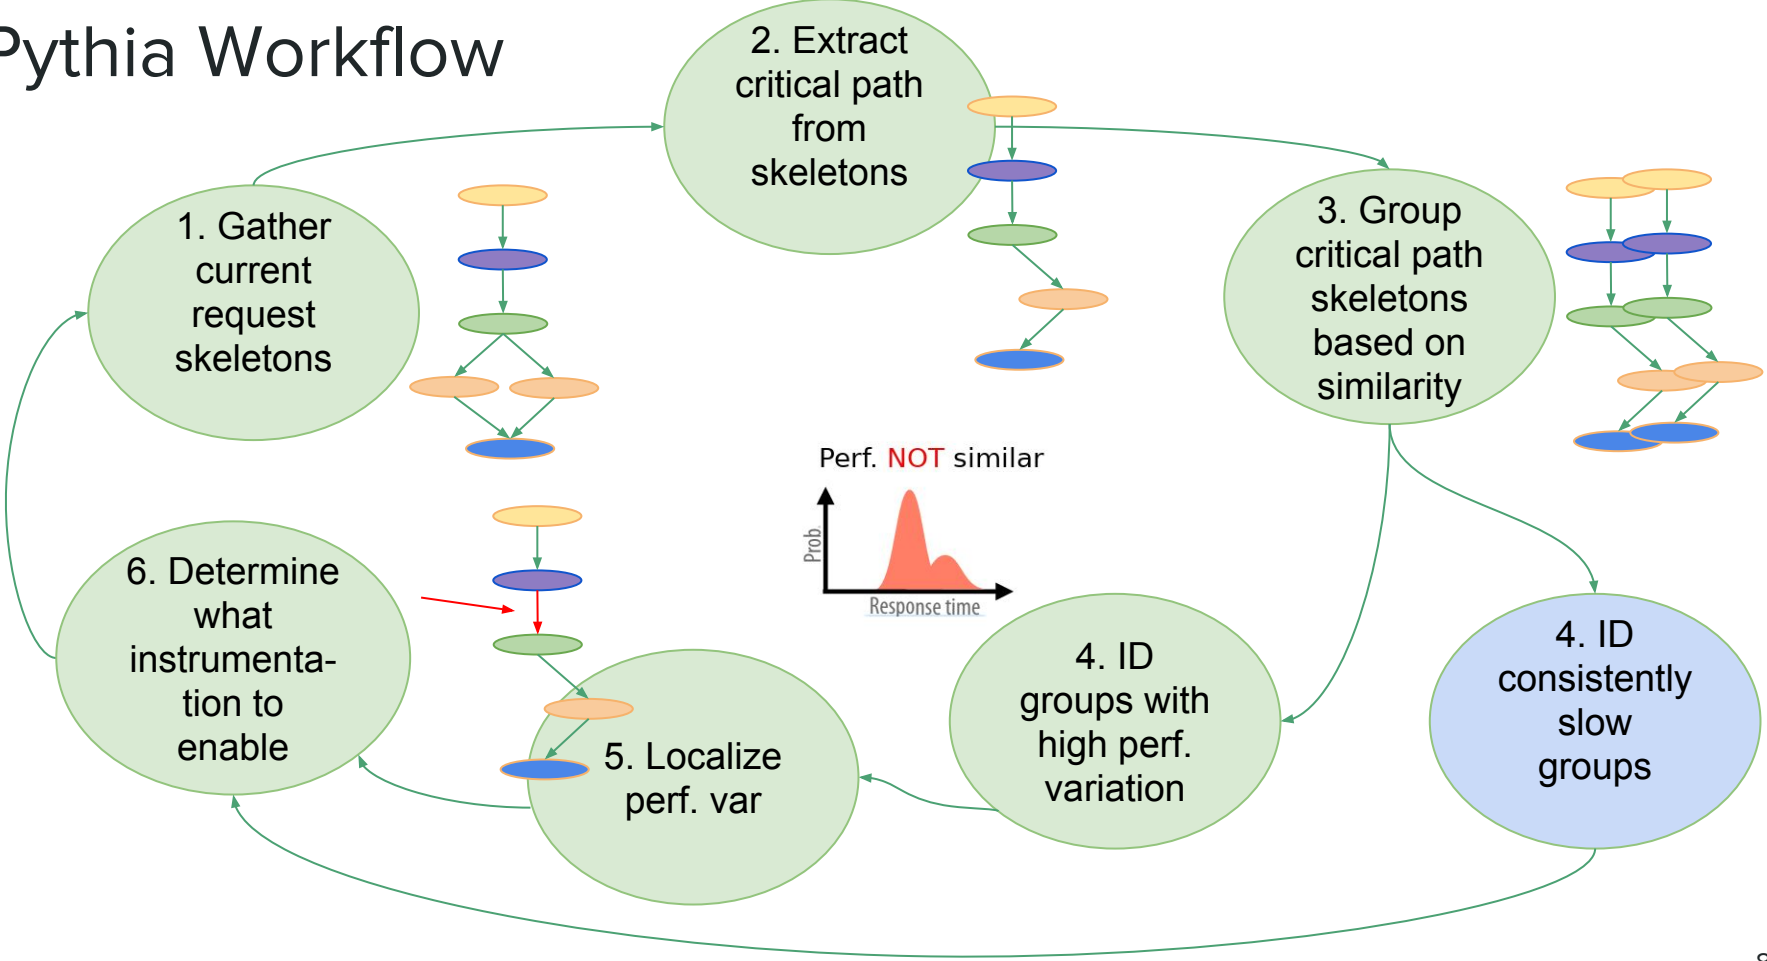 Pythia Workflow
2. Extract
critical path
from
skeletons
1. Gather
current
request
skeletons
3. Group
critical path
skeletons
based on
similarity
Perf. NOT similar
Prob.
Response time
4. ID
groups with
high perf.
variation
4. ID
consistently
slow
groups
5. Localize
perf. var
6. Determine
what
instrumenta-
tion to
enable